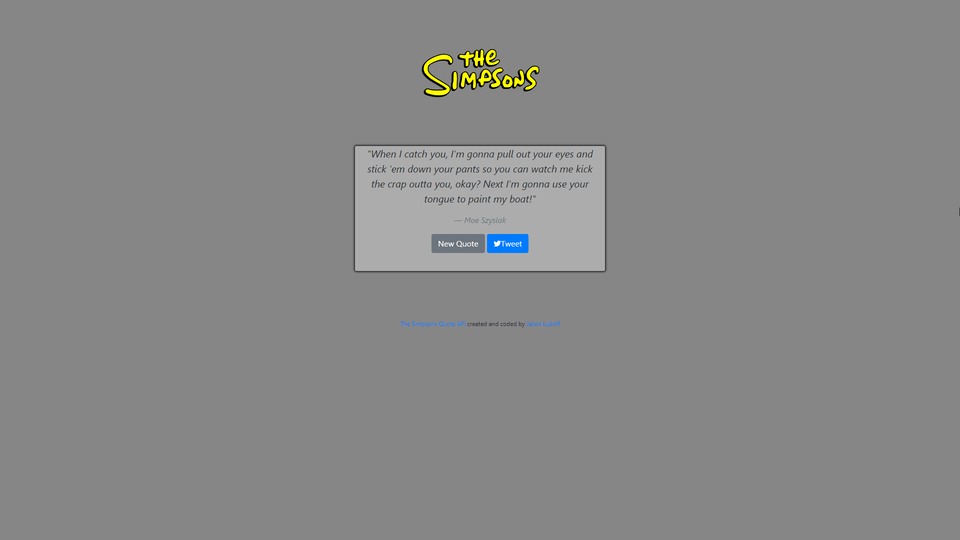 THE
SIMPSONS
"When I catch you, I'm gonna pull out your eyes and
stick 'em down your pants so you can watch me kick
the crap outta you, okay? Next I'm gonna use your
tongue to paint my boat!"
— Moe Szyslak
New Quote
Tweet
The Simpsons Quote API created and coded by Jason